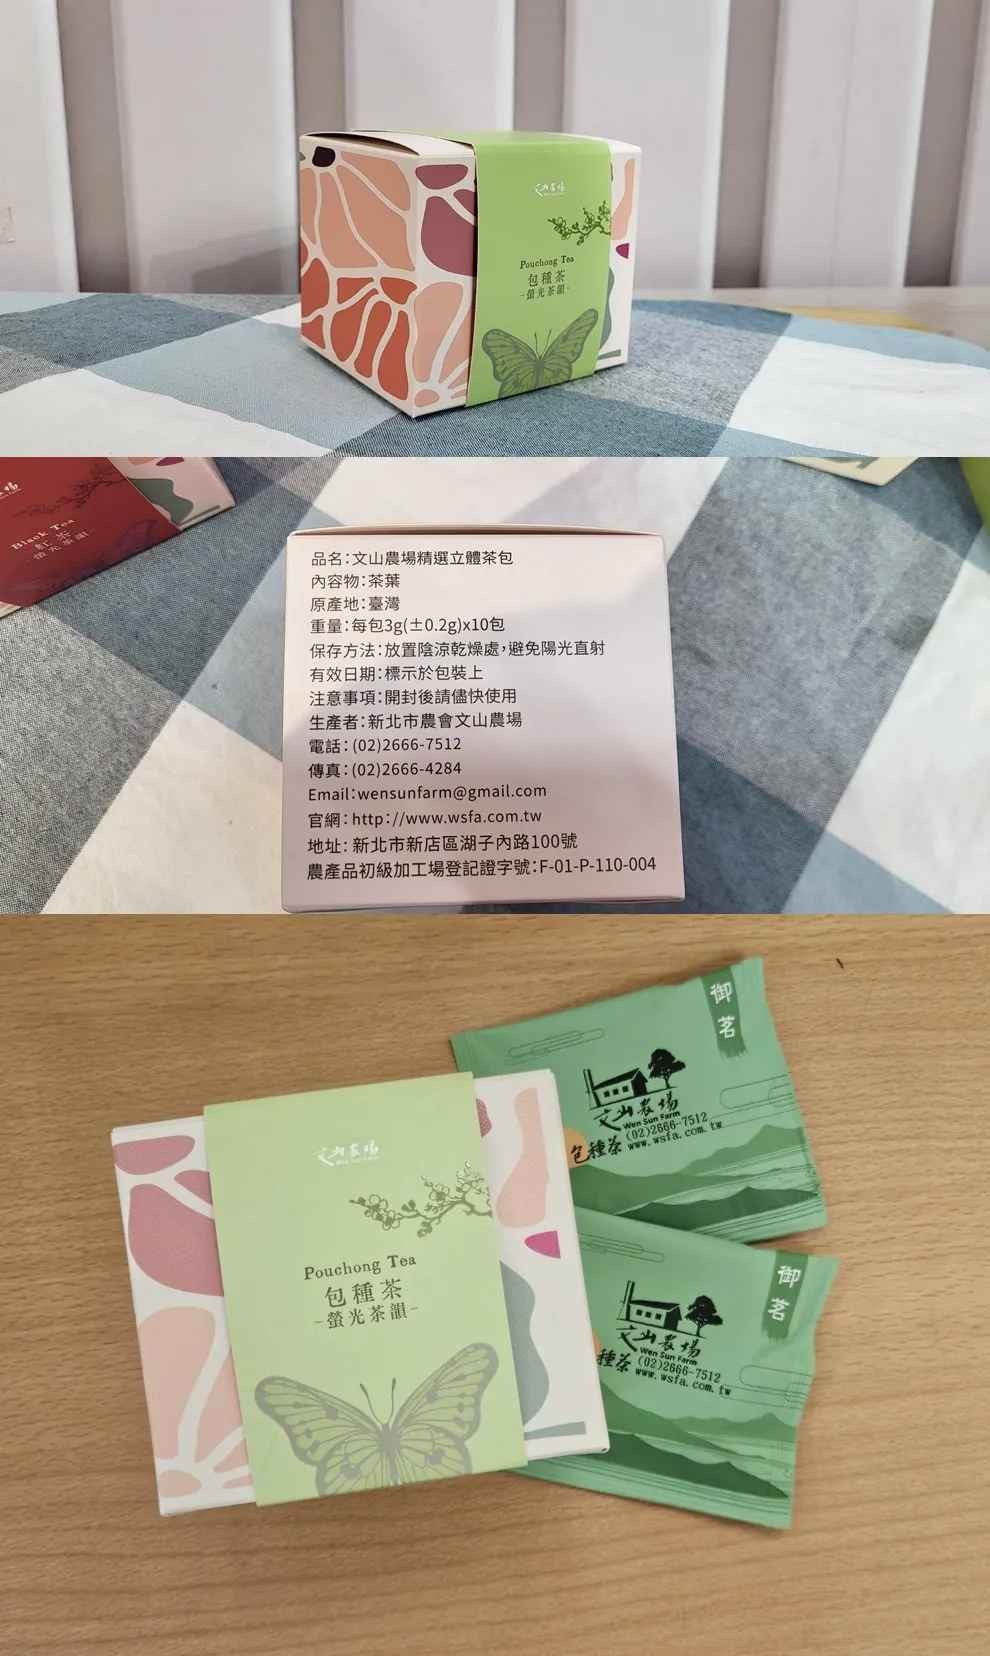 文山農場
Pouchong Tea
包種茶
-螢光茶韻-
Black Tea
紅茶
-螢光茶韻-
品名:文山農場精選立體茶包
內容物:茶葉
原產地:臺灣
重量:每包3g(±0.2g)x10包
保存方法:放置陰涼乾燥處,避免陽光直射
有效日期:標示於包裝上
注意事項:開封後請儘快使用
生產者:新北市農會文山農場
電話:(02)2666-7512
傳真:(02)2666-4284
Email:wensunfarm@gmail.com
官網:http://www.wsfa.com.tw
地址:新北市新店區湖子內路100號
農產品初級加工場登記證字號:F-01-P-110-004
御茗
文山農場
Wen Sun Farm
(02)2666-7512
包種茶 www.wsfa.com.tw
文山農場
Pouchong Tea
包種茶
-螢光茶韻-
御茗
文山農場
Wen Sun Farm
種茶 (02)2666-7512
www.wsfa.com.tw